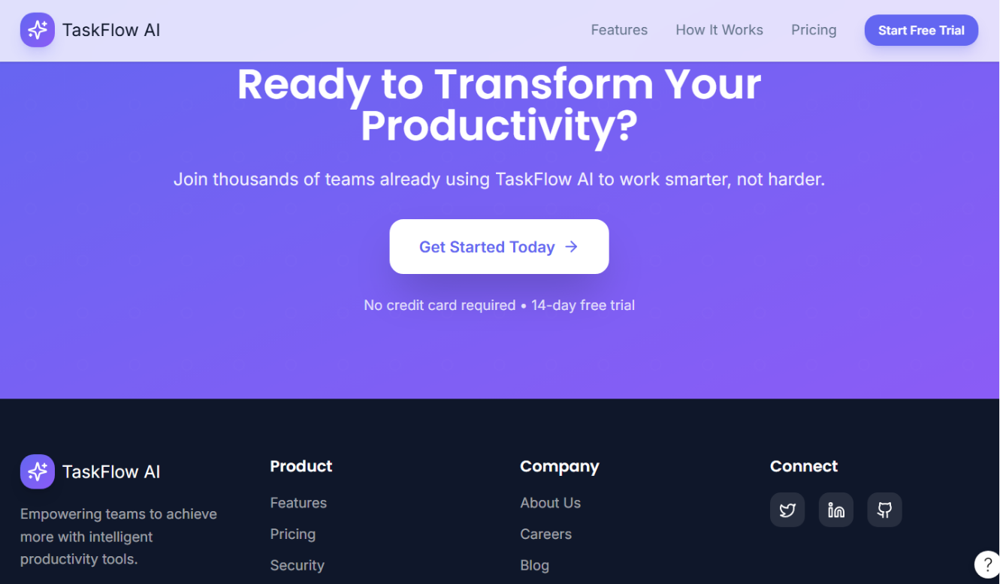 TaskFlow AI
Features
How It Works
Pricing
Start Free Trial
Ready to Transform Your
Productivity?
Join thousands of teams already using TaskFlow AI to work smarter, not harder.
Get Started Today →
No credit card required • 14-day free trial
TaskFlow AI
Empowering teams to achieve
more with intelligent
productivity tools.
Product
Features
Pricing
Security
Company
About Us
Careers
Blog
Connect
in
?